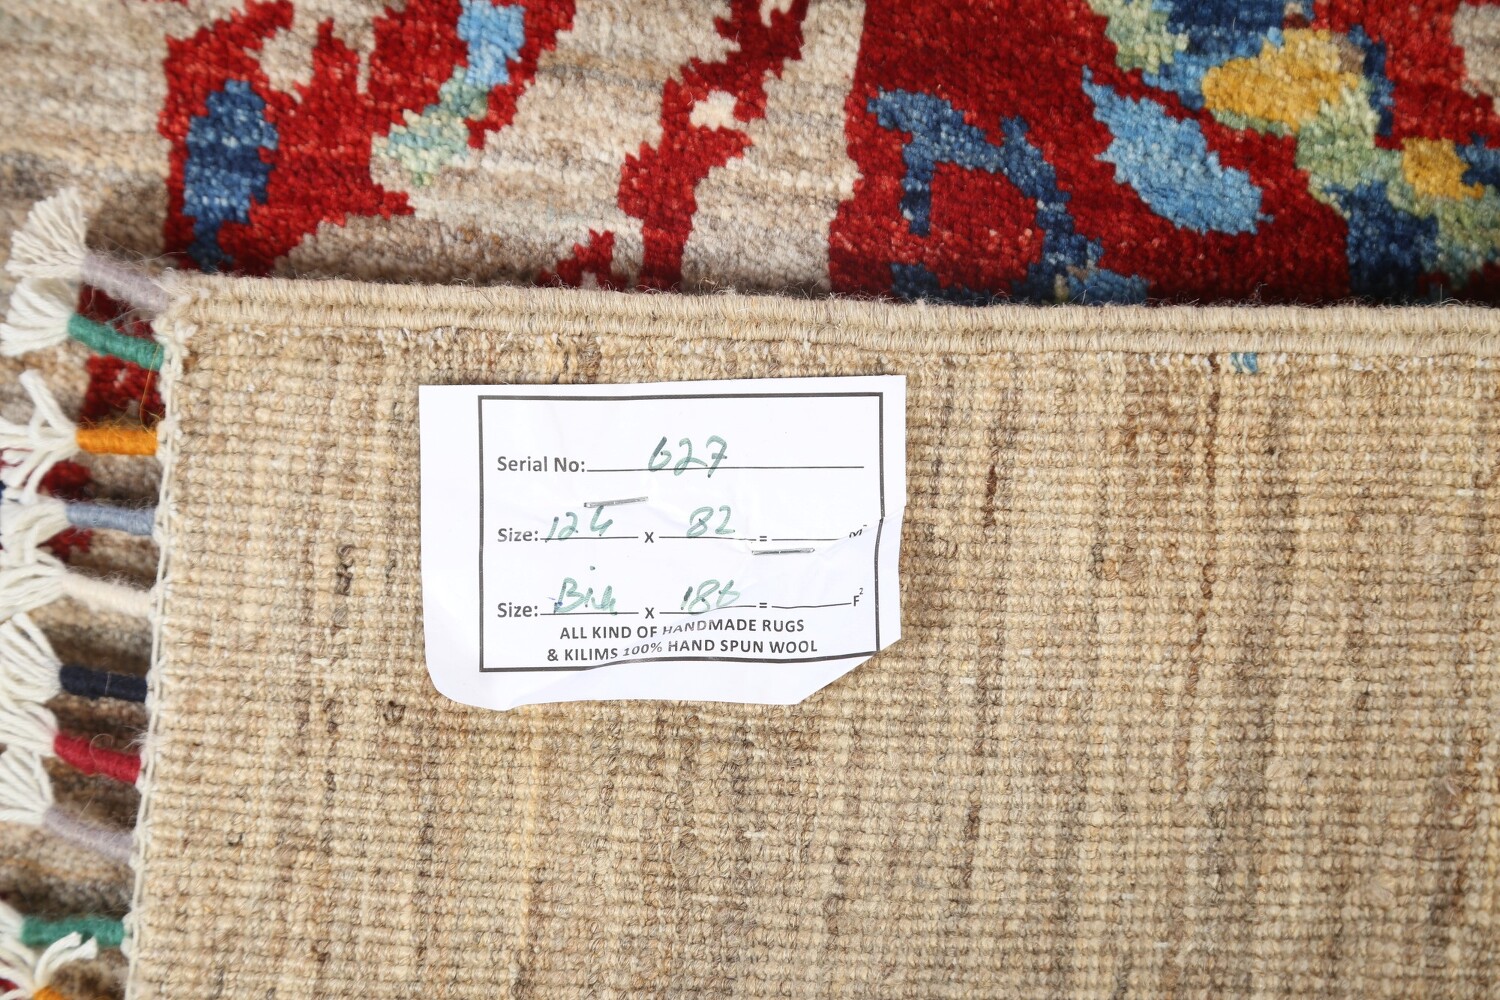 Serial No: 627
Size: 124 x 82 = M²
Size: x 186 = F²
ALL KIND OF HANDMADE RUGS
& KILIMS 100% HAND SPUN WOOL